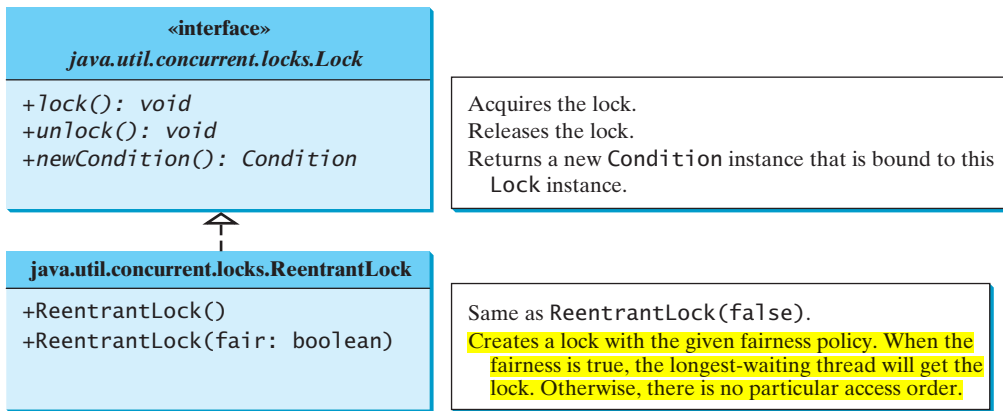 «interface»
java.util.concurrent.locks.Lock
+lock(): void
+unlock(): void
+newCondition(): Condition
Acquires the lock.
Releases the lock.
Returns a new Condition instance that is bound to this
Lock instance.
java.util.concurrent.locks.ReentrantLock
+ReentrantLock()
+ReentrantLock(fair: boolean)
Same as ReentrantLock(false).
Creates a lock with the given fairness policy. When the
fairness is true, the longest-waiting thread will get the
lock. Otherwise, there is no particular access order.